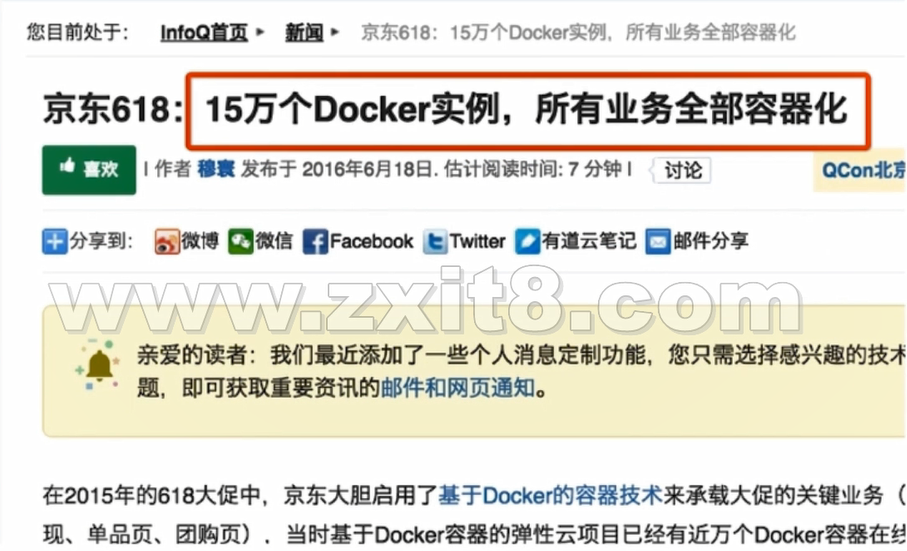 您目前处于： InfoQ首页 ▸ 新闻 ▸ 京东618：15万个Docker实例，所有业务全部容器化
京东618：15万个Docker实例，所有业务全部容器化
喜欢 | 作者 穆寰 发布于 2016年6月18日. 估计阅读时间: 7 分钟 | 讨论 QCon北京
分享到： 微博 微信 Facebook Twitter 有道云笔记 邮件分享
www.zxit8.com
亲爱的读者：我们最近添加了一些个人消息定制功能，您只需选择感兴趣的技术
题，即可获取重要资讯的邮件和网页通知。
在2015年的618大促中，京东大胆启用了基于Docker的容器技术来承载大促的关键业务（
现、单品页、团购页），当时基于Docker容器的弹性云项目已经有近万个Docker容器在线